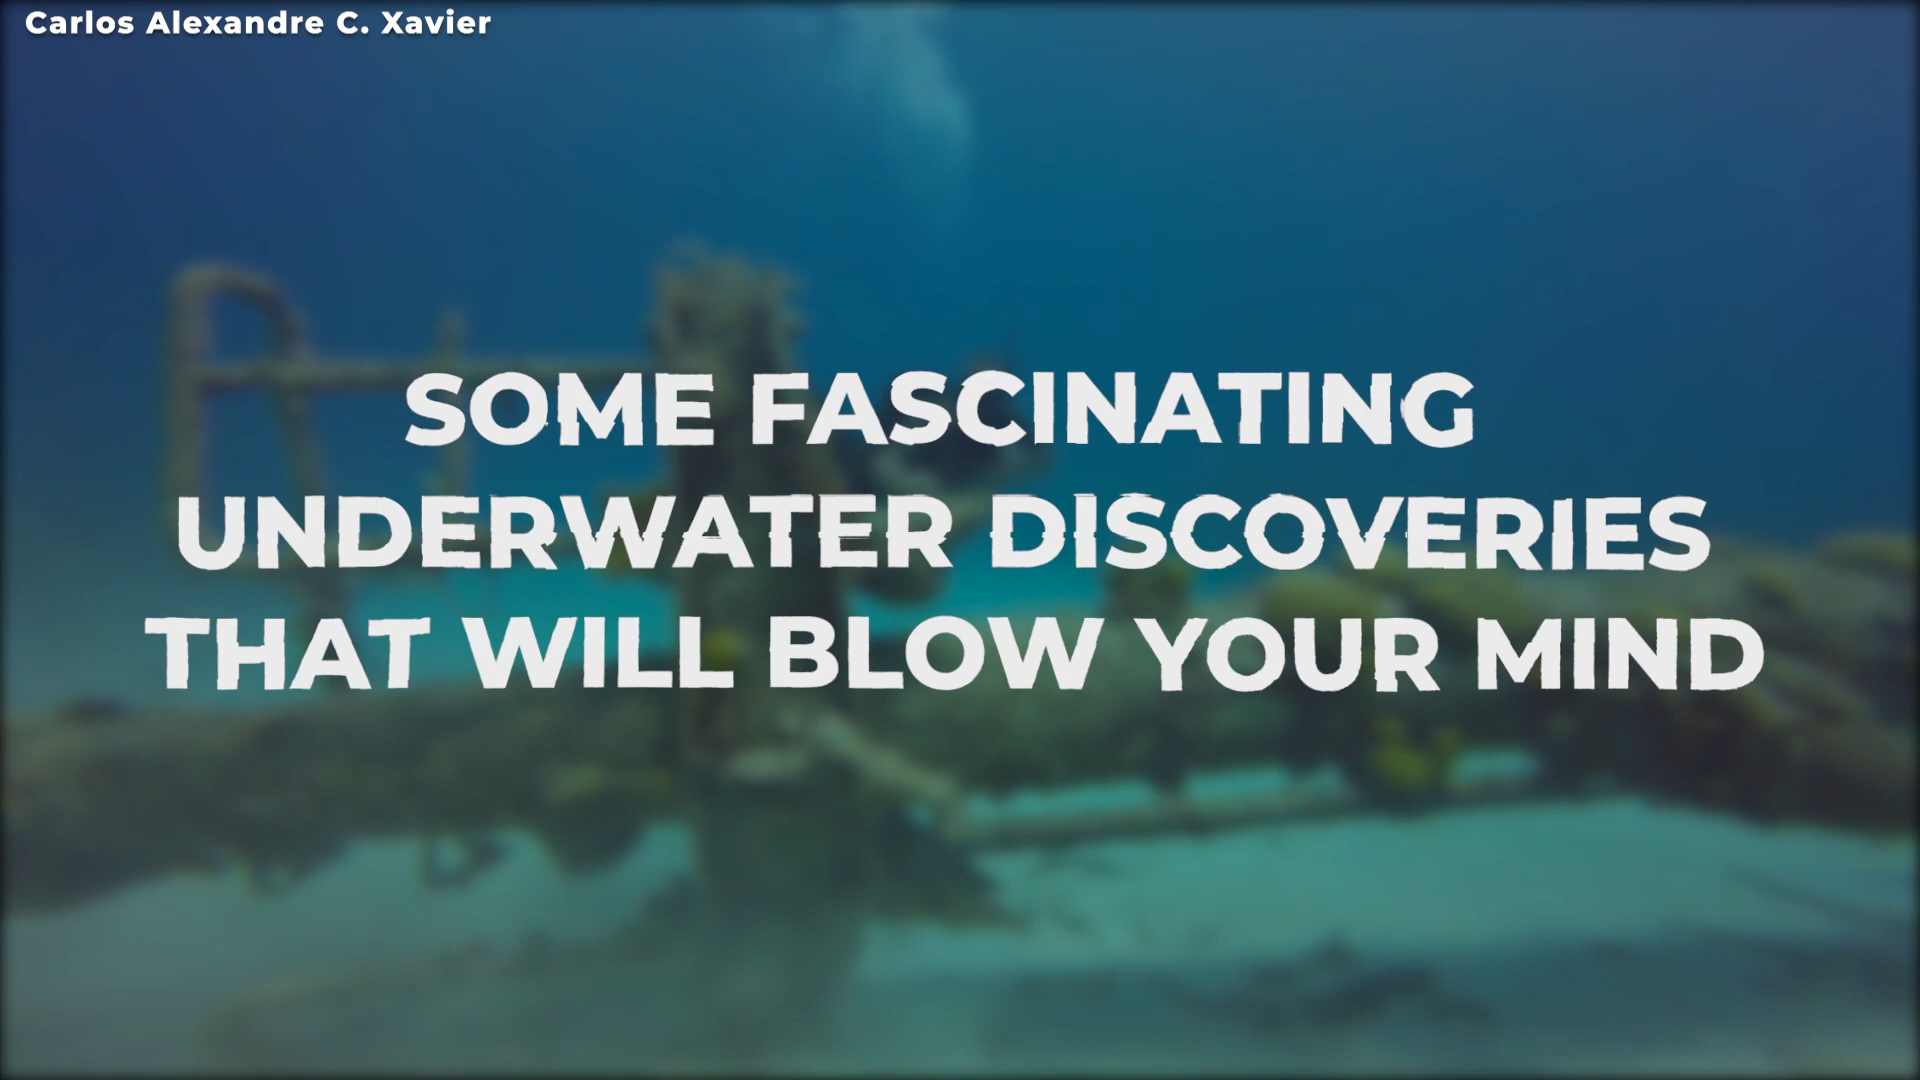 Carlos Alexandre C. Xavier
SOME FASCINATING
UNDERWATER DISCOVERIES
THAT WILL BLOW YOUR MIND